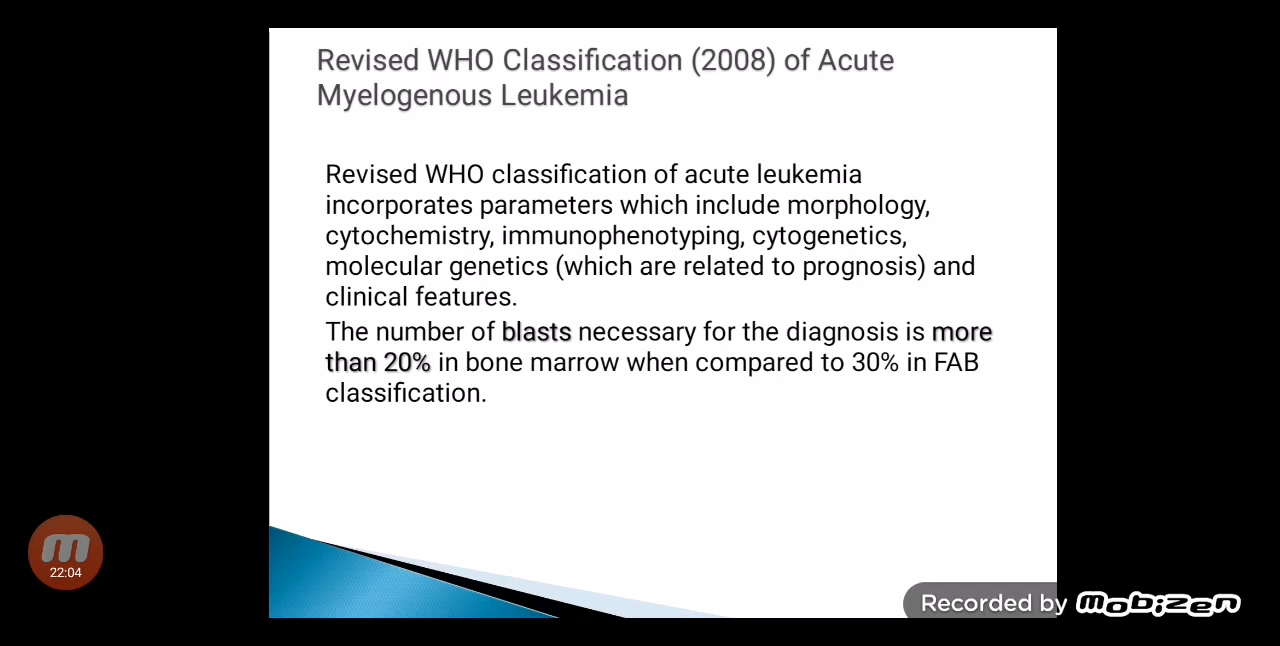 Revised WHO Classification (2008) of Acute
Myelogenous Leukemia
Revised WHO classification of acute leukemia
incorporates parameters which include morphology,
cytochemistry, immunophenotyping, cytogenetics,
molecular genetics (which are related to prognosis) and
clinical features.
The number of blasts necessary for the diagnosis is more
than 20% in bone marrow when compared to 30% in FAB
classification.
m
22:04
Recorded by mobizen